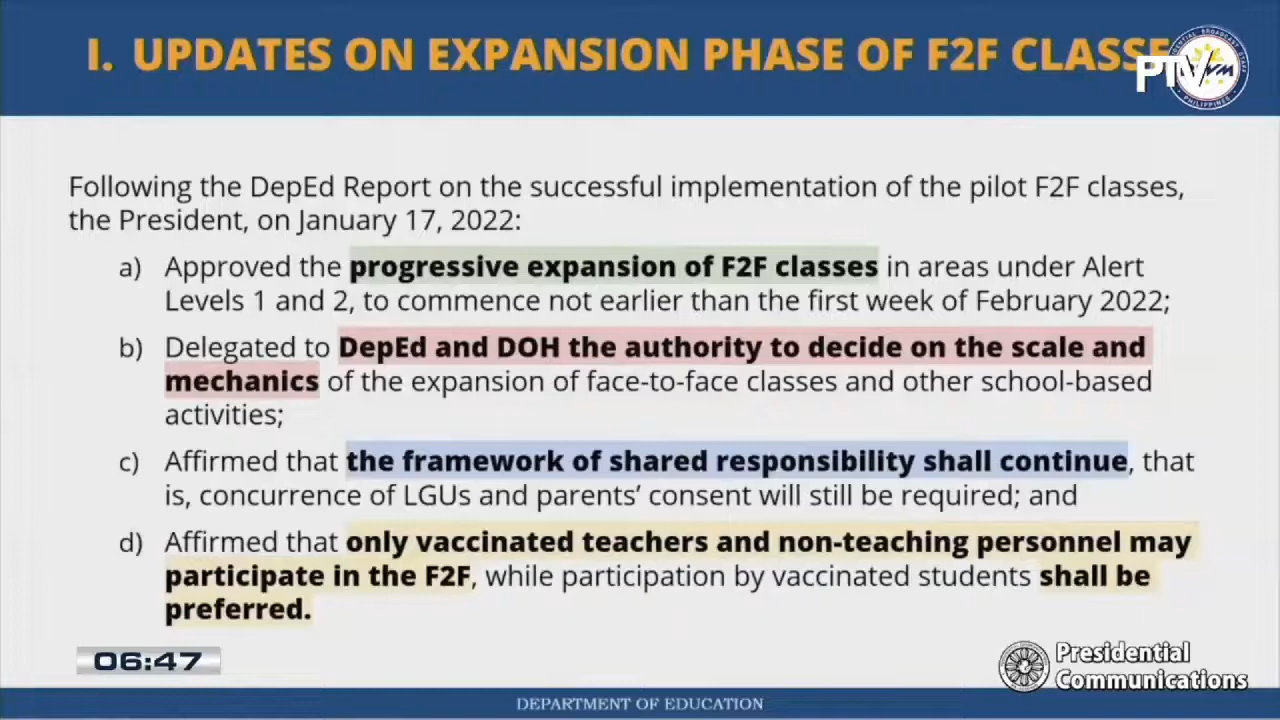 I. UPDATES ON EXPANSION PHASE OF F2F CLASSE
PTV
PHILIPPINES
Following the DepEd Report on the successful implementation of the pilot F2F classes,
the President, on January 17, 2022:
a) Approved the progressive expansion of F2F classes in areas under Alert
Levels 1 and 2, to commence not earlier than the first week of February 2022;
b) Delegated to DepEd and DOH the authority to decide on the scale and
mechanics of the expansion of face-to-face classes and other school-based
activities;
c) Affirmed that the framework of shared responsibility shall continue, that
is, concurrence of LGUs and parents’ consent will still be required; and
d) Affirmed that only vaccinated teachers and non-teaching personnel may
participate in the F2F, while participation by vaccinated students shall be
preferred.
06:47
Presidential
Communications
DEPARTMENT OF EDUCATION